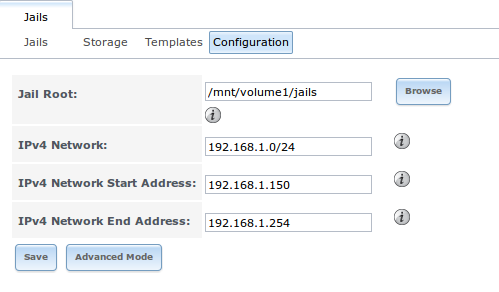 Jails
Jails Storage Templates Configuration
Jail Root: /mnt/volume1/jails Browse
IPv4 Network: 192.168.1.0/24
IPv4 Network Start Address: 192.168.1.150
IPv4 Network End Address: 192.168.1.254
Save Advanced Mode